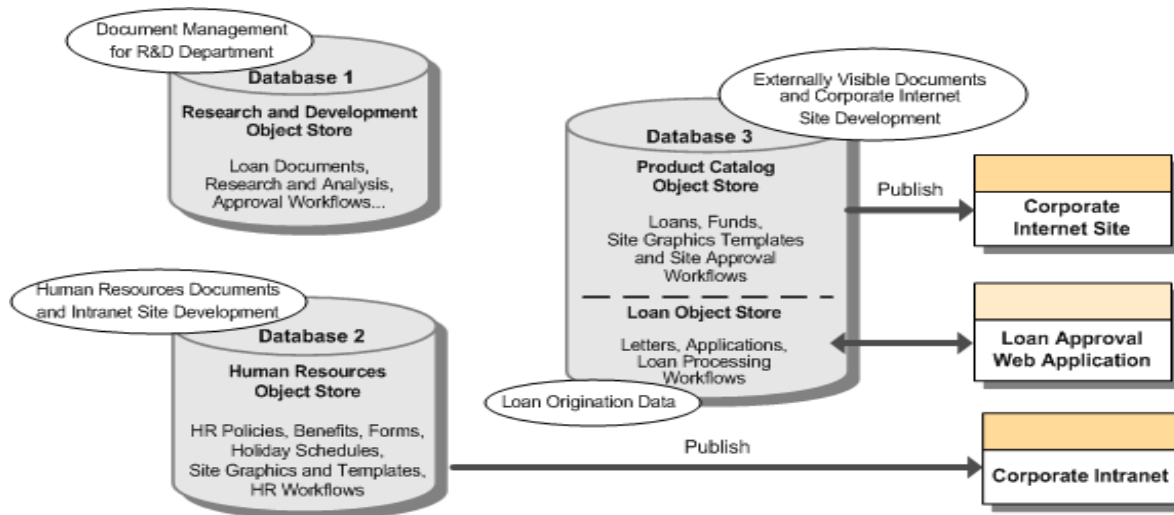 Document Management
for R&D Department
Database 1
Research and Development
Object Store
Loan Documents,
Research and Analysis,
Approval Workflows...
Human Resources Documents
and Intranet Site Development
Database 2
Human Resources
Object Store
HR Policies, Benefits, Forms,
Holiday Schedules,
Site Graphics and Templates,
HR Workflows
Externally Visible Documents
and Corporate Internet
Site Development
Database 3
Product Catalog
Object Store
Loans, Funds,
Site Graphics Templates
and Site Approval
Workflows
Loan Object Store
Letters, Applications,
Loan Processing
Workflows
Loan Origination Data
Publish
Corporate
Internet Site
Loan Approval
Web Application
Publish
Corporate Intranet